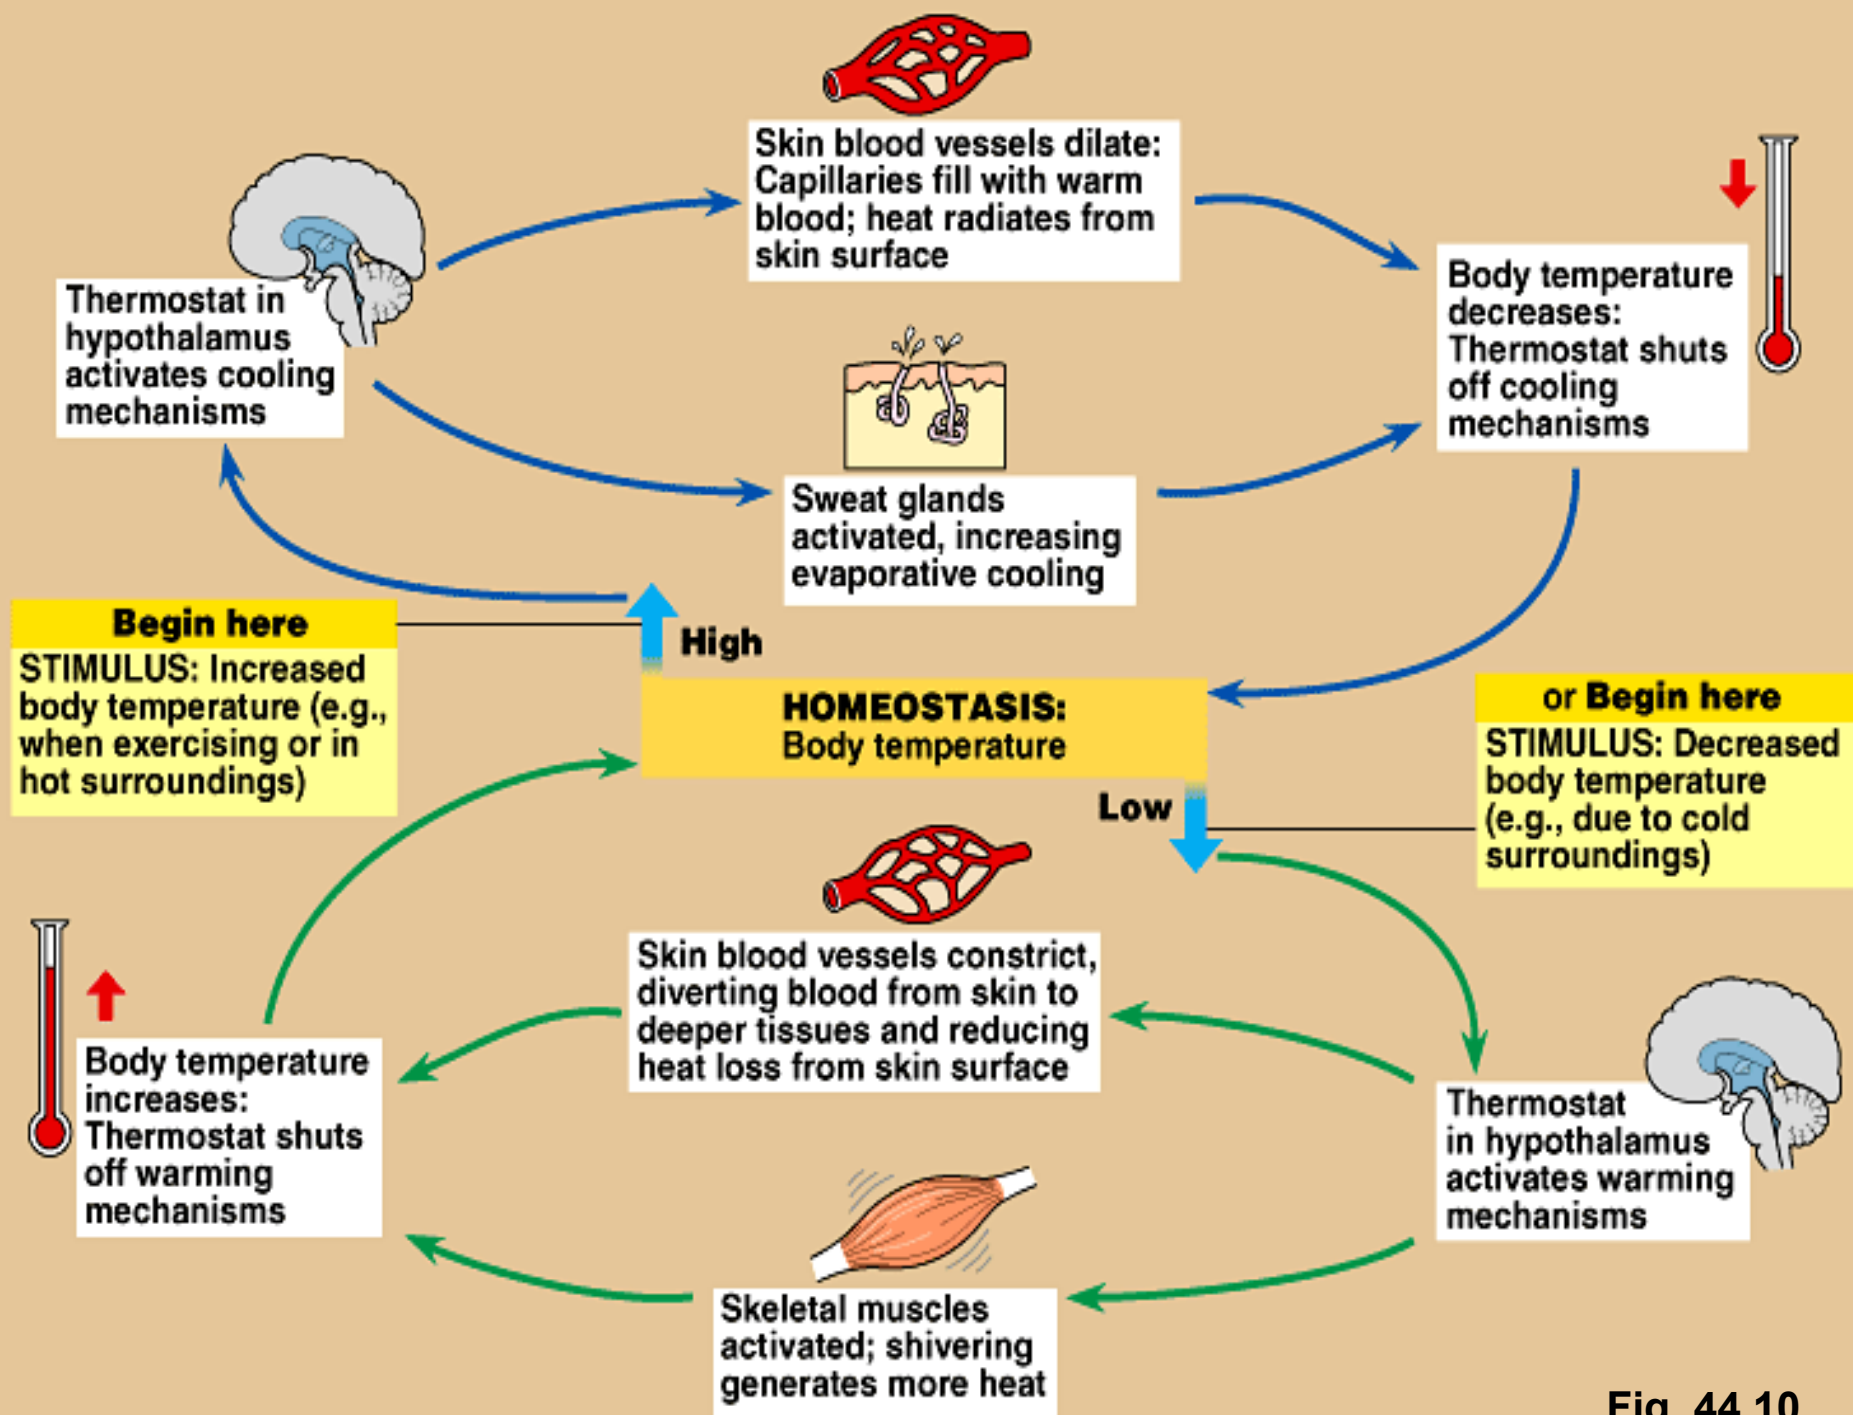 Skin blood vessels dilate:
Capillaries fill with warm
blood; heat radiates from
skin surface
Thermostat in
hypothalamus
activates cooling
mechanisms
Body temperature
decreases:
Thermostat shuts
off cooling
mechanisms
Sweat glands
activated, increasing
evaporative cooling
Begin here
STIMULUS: Increased
body temperature (e.g.,
when exercising or in
hot surroundings)
High
HOMEOSTASIS:
Body temperature
Low
or Begin here
STIMULUS: Decreased
body temperature
(e.g., due to cold
surroundings)
Skin blood vessels constrict,
diverting blood from skin to
deeper tissues and reducing
heat loss from skin surface
Body temperature
increases:
Thermostat shuts
off warming
mechanisms
Thermostat
in hypothalamus
activates warming
mechanisms
Skeletal muscles
activated; shivering
generates more heat
Fig. 44.10